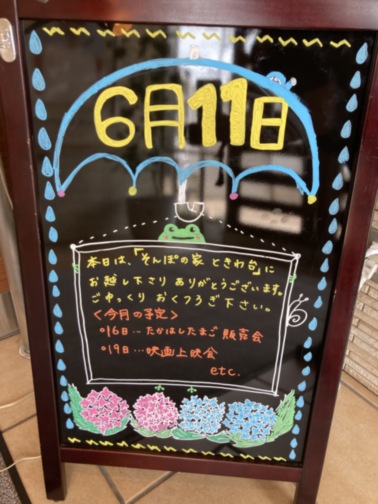 6月11日
本日は、「そんぽの家 ときわ台」に
お越し下さり ありがとうございます。
ごゆっくり おくつろぎ下さい。
<今月の予定>
○16日…たかはしたまご 販売会
○19日…映画上映会
etc.